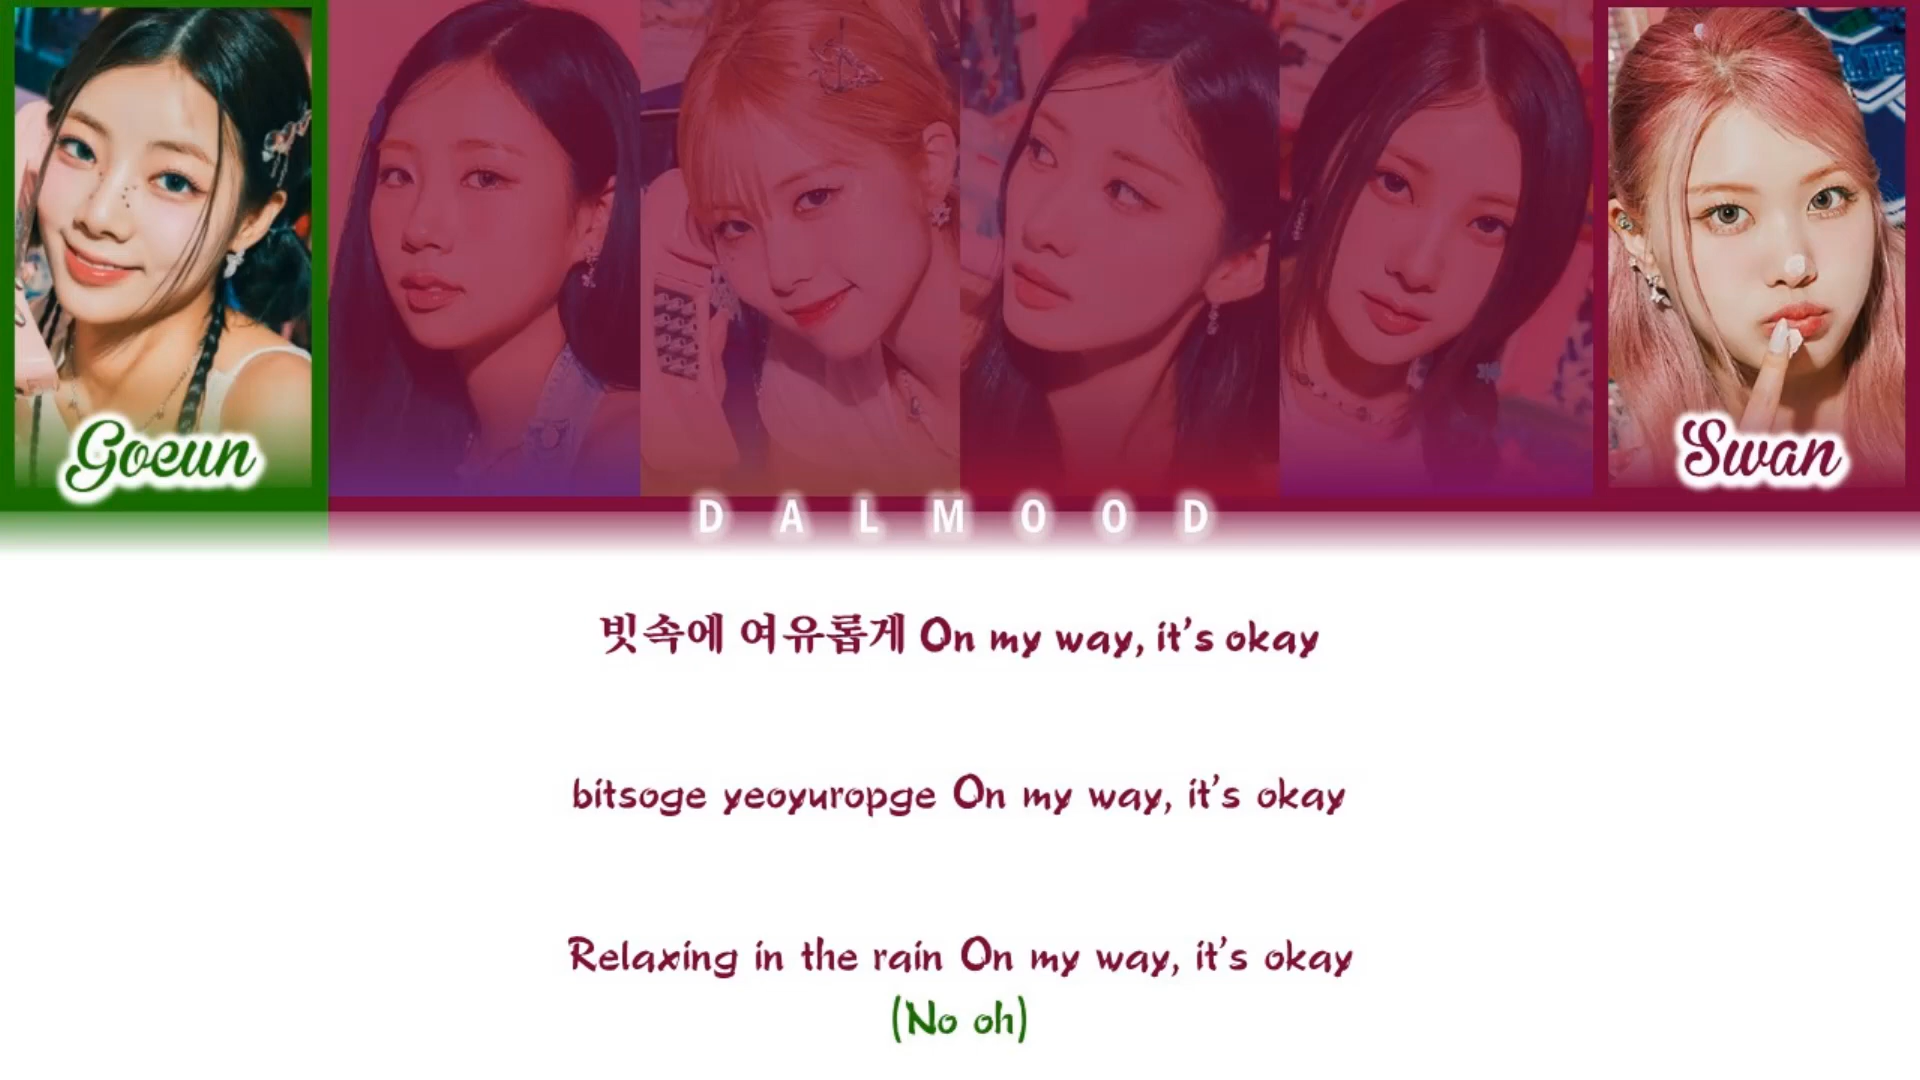 Goeun
Swan
DALMOOD
빗속에 여유롭게 On my way, it's okay
bitsoge yeoyuropge On my way, it's okay
Relaxing in the rain On my way, it's okay
(No oh)